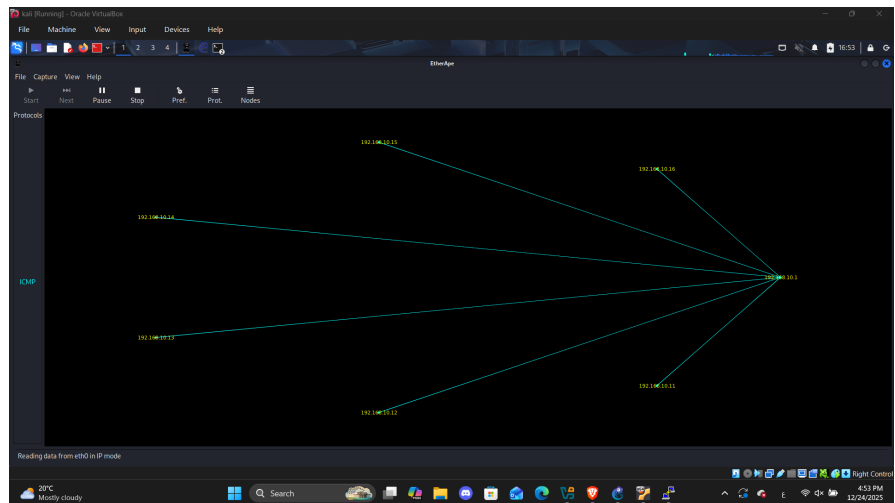 kali [Running] - Oracle VirtualBox
File Machine View Input Devices Help
1 2 3 4
16:53
EtherApe
File Capture View Help
Start Next Pause Stop Pref. Prot. Nodes
Protocols
192.168.10.15
192.168.10.16
192.168.10.14
ICMP
192.168.10.1
192.168.10.13
192.168.10.11
192.168.10.12
Reading data from eth0 in IP mode
Right Control
20°C
Mostly cloudy
Search
ع
4:53 PM
12/24/2025